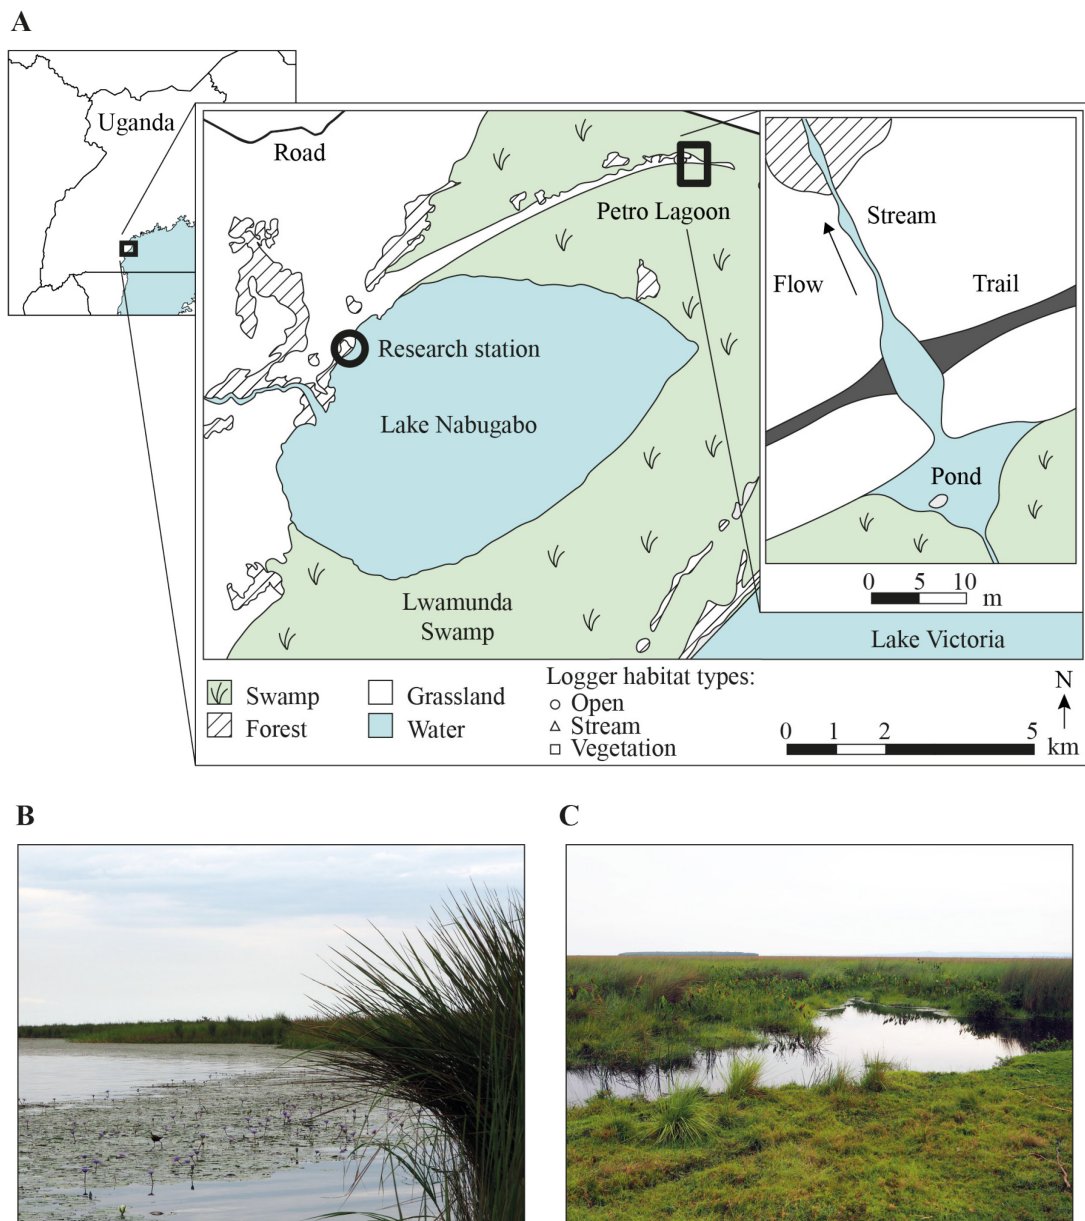 A
Uganda
Road
Petro Lagoon
Research station
Lake Nabugabo
Lwamunda
Swamp
Stream
Flow
Trail
Pond
0 5 10
m
Lake Victoria
Swamp
Forest
Grassland
Water
Logger habitat types:
Open
Stream
Vegetation
N
0 1 2 5
km
B
C